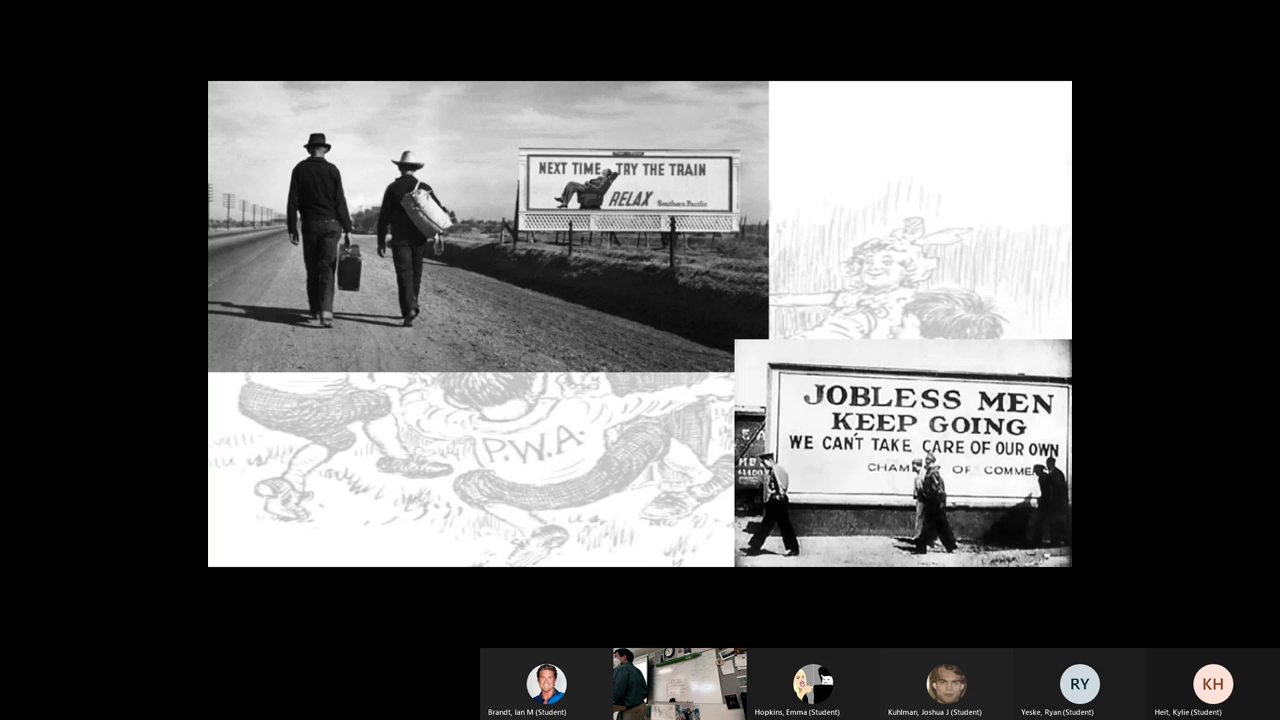 NEXT TIME TRY THE TRAIN
RELAX
Southern Pacific
P.W.A.
JOBLESS MEN
KEEP GOING
WE CAN'T TAKE CARE OF OUR OWN
CHAM OF COMME
Brandt, Ian M (Student)
Hopkins, Emma (Student)
Kuhlman, Joshua J (Student)
RY
Yeske, Ryan (Student)
KH
Heit, Kylie (Student)